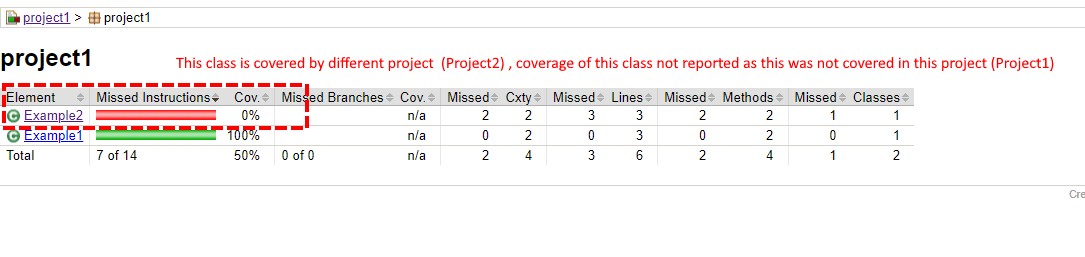 project1 > project1
project1
This class is covered by different project (Project2) , coverage of this class not reported as this was not covered in this project (Project1)
Element Missed Instructions Cov. Missed Branches Cov. Missed Cxty Missed Lines Missed Methods Missed Classes
Example2 0% n/a 2 2 3 3 2 2 1 1
Example1 100% n/a 0 2 0 3 0 2 0 1
Total 7 of 14 50% 0 of 0 n/a 2 4 3 6 2 4 1 2
Cre